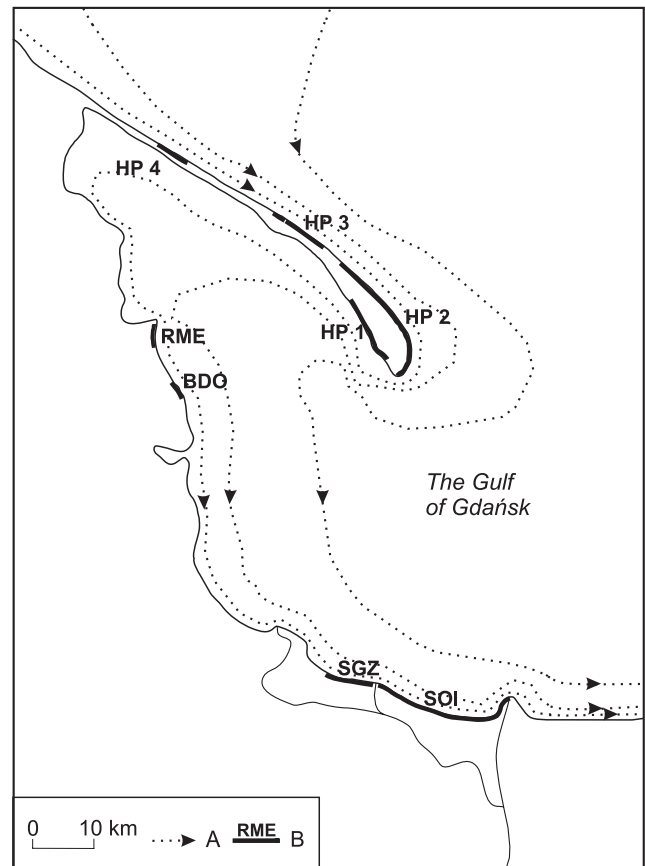 HP 4
HP 3
HP 1
HP 2
RME
BDO
The Gulf
of Gdańsk
SGZ
SOI
0 10 km A RME B